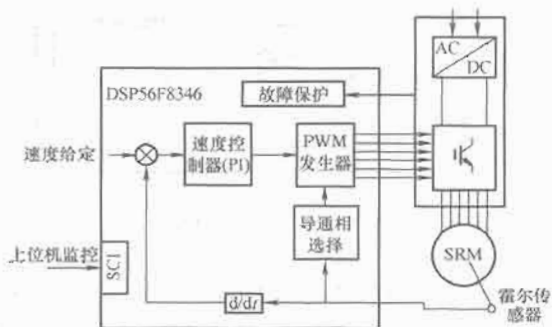 AC
DC
DSP56F8346
故障保护
速度给定
速度控
制器(PI)
PWM
发生器
导通相
选择
上位机监控
SCI
d/dt
SRM
霍尔传
感器